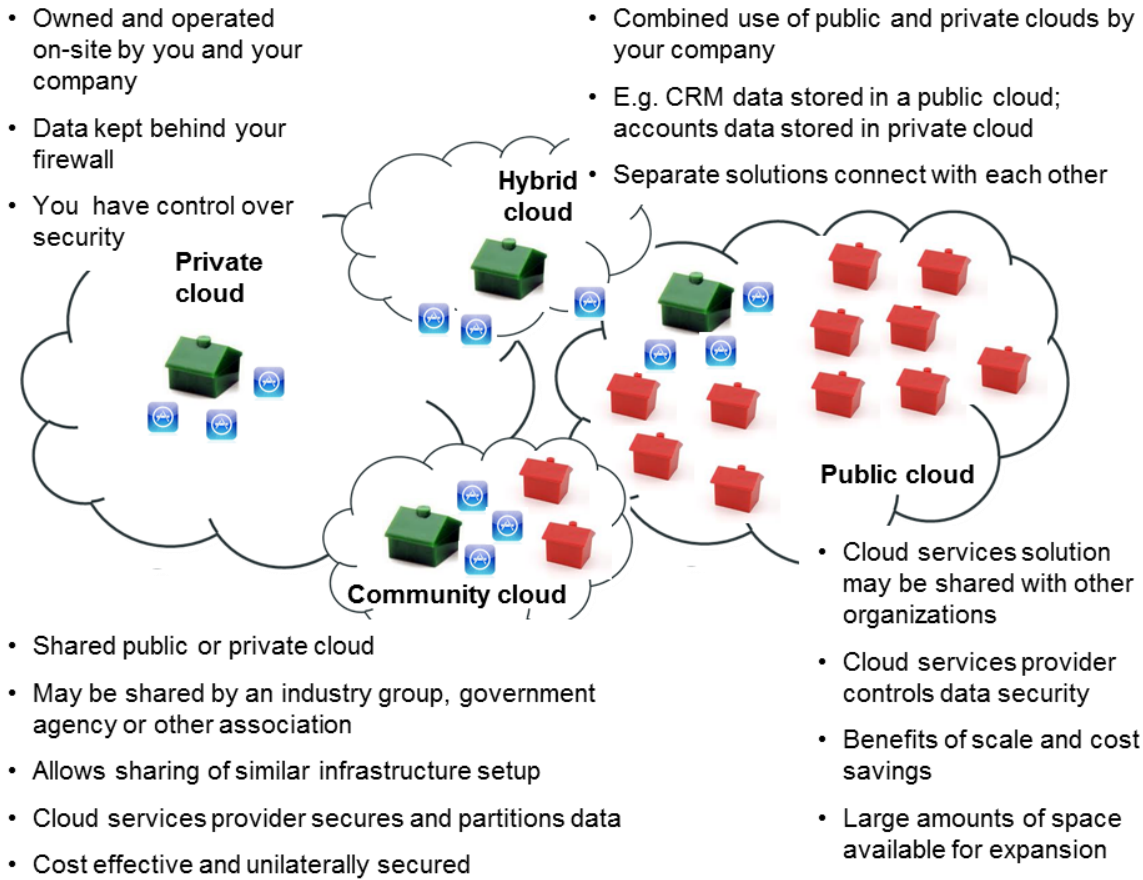 • Owned and operated
on-site by you and your
company
• Data kept behind your
firewall
• You have control over
security
• Combined use of public and private clouds by
your company
• E.g. CRM data stored in a public cloud;
accounts data stored in private cloud
• Separate solutions connect with each other
Hybrid
cloud
Private
cloud
Public cloud
Community cloud
• Shared public or private cloud
• May be shared by an industry group, government
agency or other association
• Allows sharing of similar infrastructure setup
• Cloud services provider secures and partitions data
• Cost effective and unilaterally secured
• Cloud services solution
may be shared with other
organizations
• Cloud services provider
controls data security
• Benefits of scale and cost
savings
• Large amounts of space
available for expansion